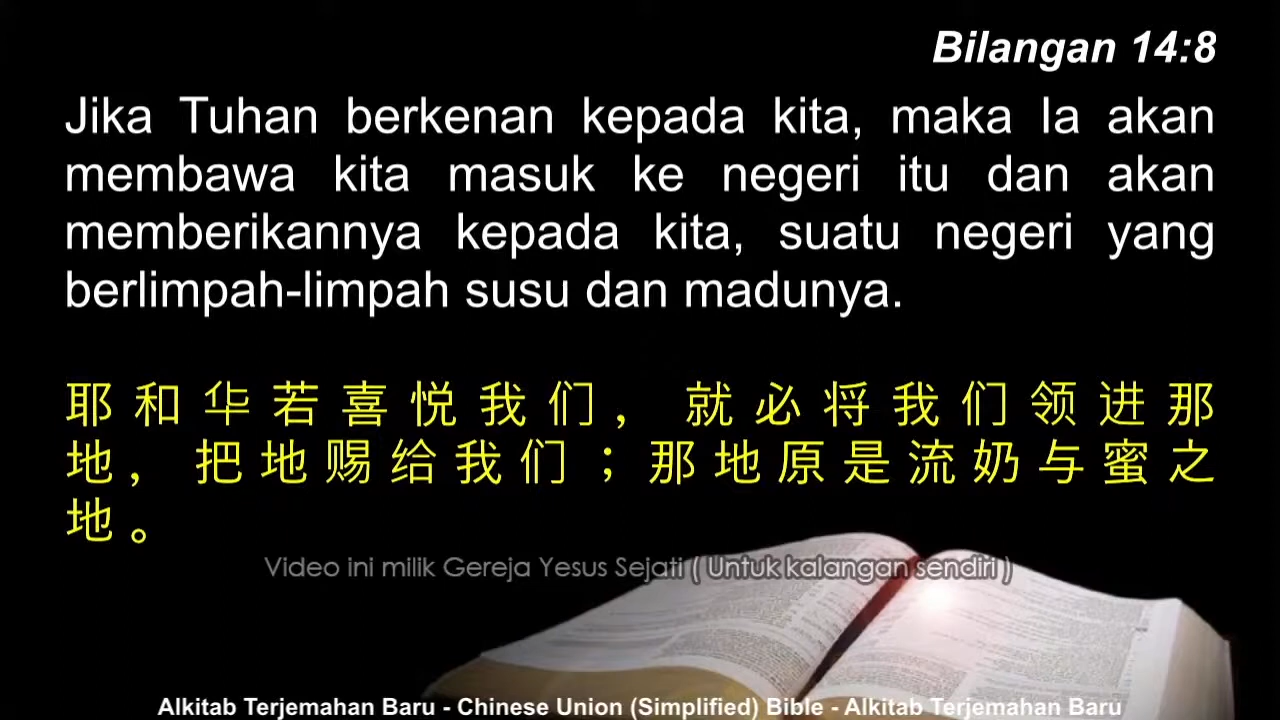 Bilangan 14:8
Jika Tuhan berkenan kepada kita, maka Ia akan
membawa kita masuk ke negeri itu dan akan
memberikannya kepada kita, suatu negeri yang
berlimpah-limpah susu dan madunya.
耶和华若喜悦我们，就必将我们领进那
地，把地赐给我们；那地原是流奶与蜜之
地。
Video ini milik Gereja Yesus Sejati ( Untuk kalangan sendiri )
Alkitab Terjemahan Baru - Chinese Union (Simplified) Bible - Alkitab Terjemahan Baru